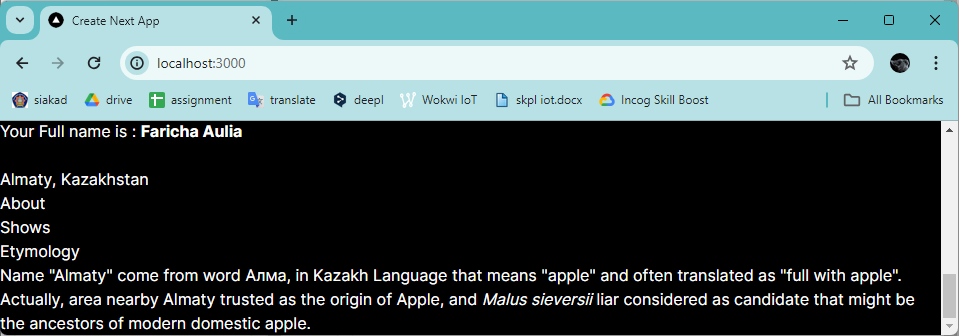 Create Next App
localhost:3000
siakad drive assignment translate deepl Wokwi IoT skpl iot.docx Incog Skill Boost All Bookmarks
Your Full name is : Faricha Aulia
Almaty, Kazakhstan
About
Shows
Etymology
Name "Almaty" come from word Алма, in Kazakh Language that means "apple" and often translated as "full with apple".
Actually, area nearby Almaty trusted as the origin of Apple, and Malus sieversii liar considered as candidate that might be
the ancestors of modern domestic apple.